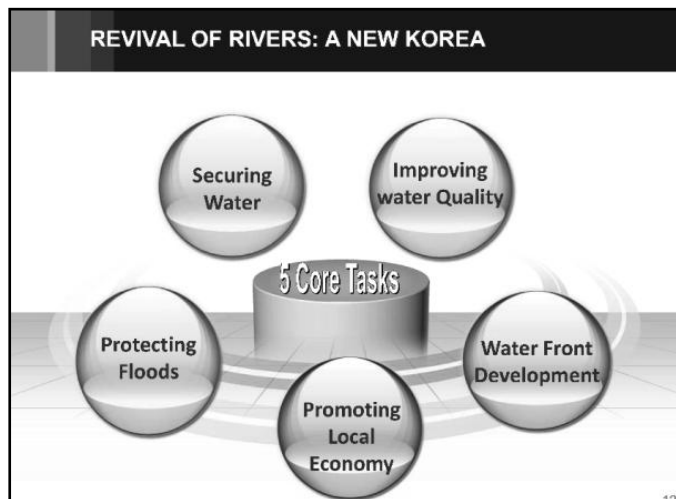 REVIVAL OF RIVERS: A NEW KOREA
Securing
Water
Improving
water Quality
5 Core Tasks
Protecting
Floods
Water Front
Development
Promoting
Local
Economy